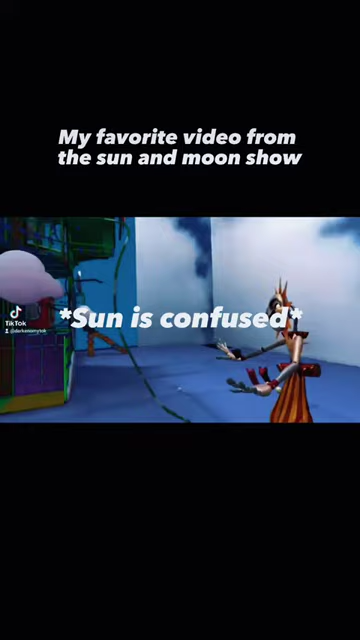 My favorite video from
the sun and moon show
*Sun is confused*
TikTok